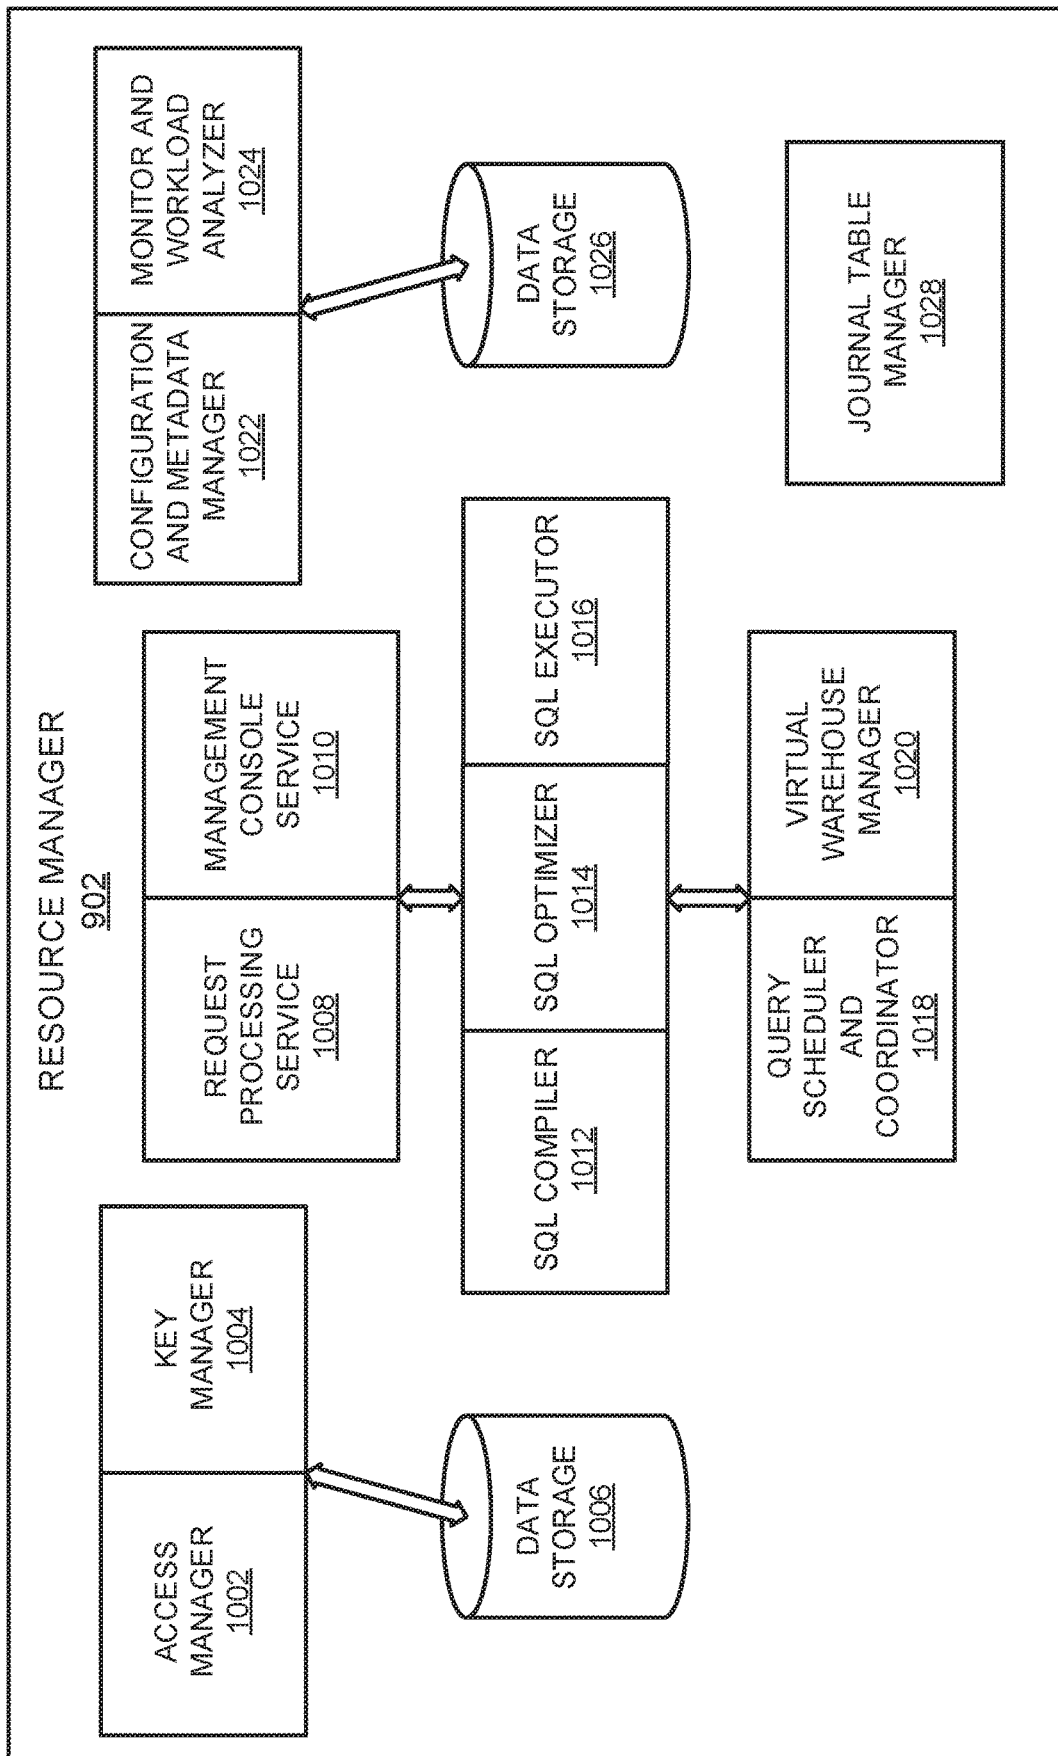 RESOURCE MANAGER
902
ACCESS
MANAGER
1002
KEY
MANAGER
1004
DATA
STORAGE
1006
REQUEST
PROCESSING
SERVICE
1008
MANAGEMENT
CONSOLE
SERVICE
1010
SQL COMPILER
1012
SQL OPTIMIZER
1014
SQL EXECUTOR
1016
QUERY
SCHEDULER
AND
COORDINATOR
1018
VIRTUAL
WAREHOUSE
MANAGER
1020
CONFIGURATION
AND METADATA
MANAGER
1022
MONITOR AND
WORKLOAD
ANALYZER
1024
DATA
STORAGE
1026
JOURNAL TABLE
MANAGER
1028